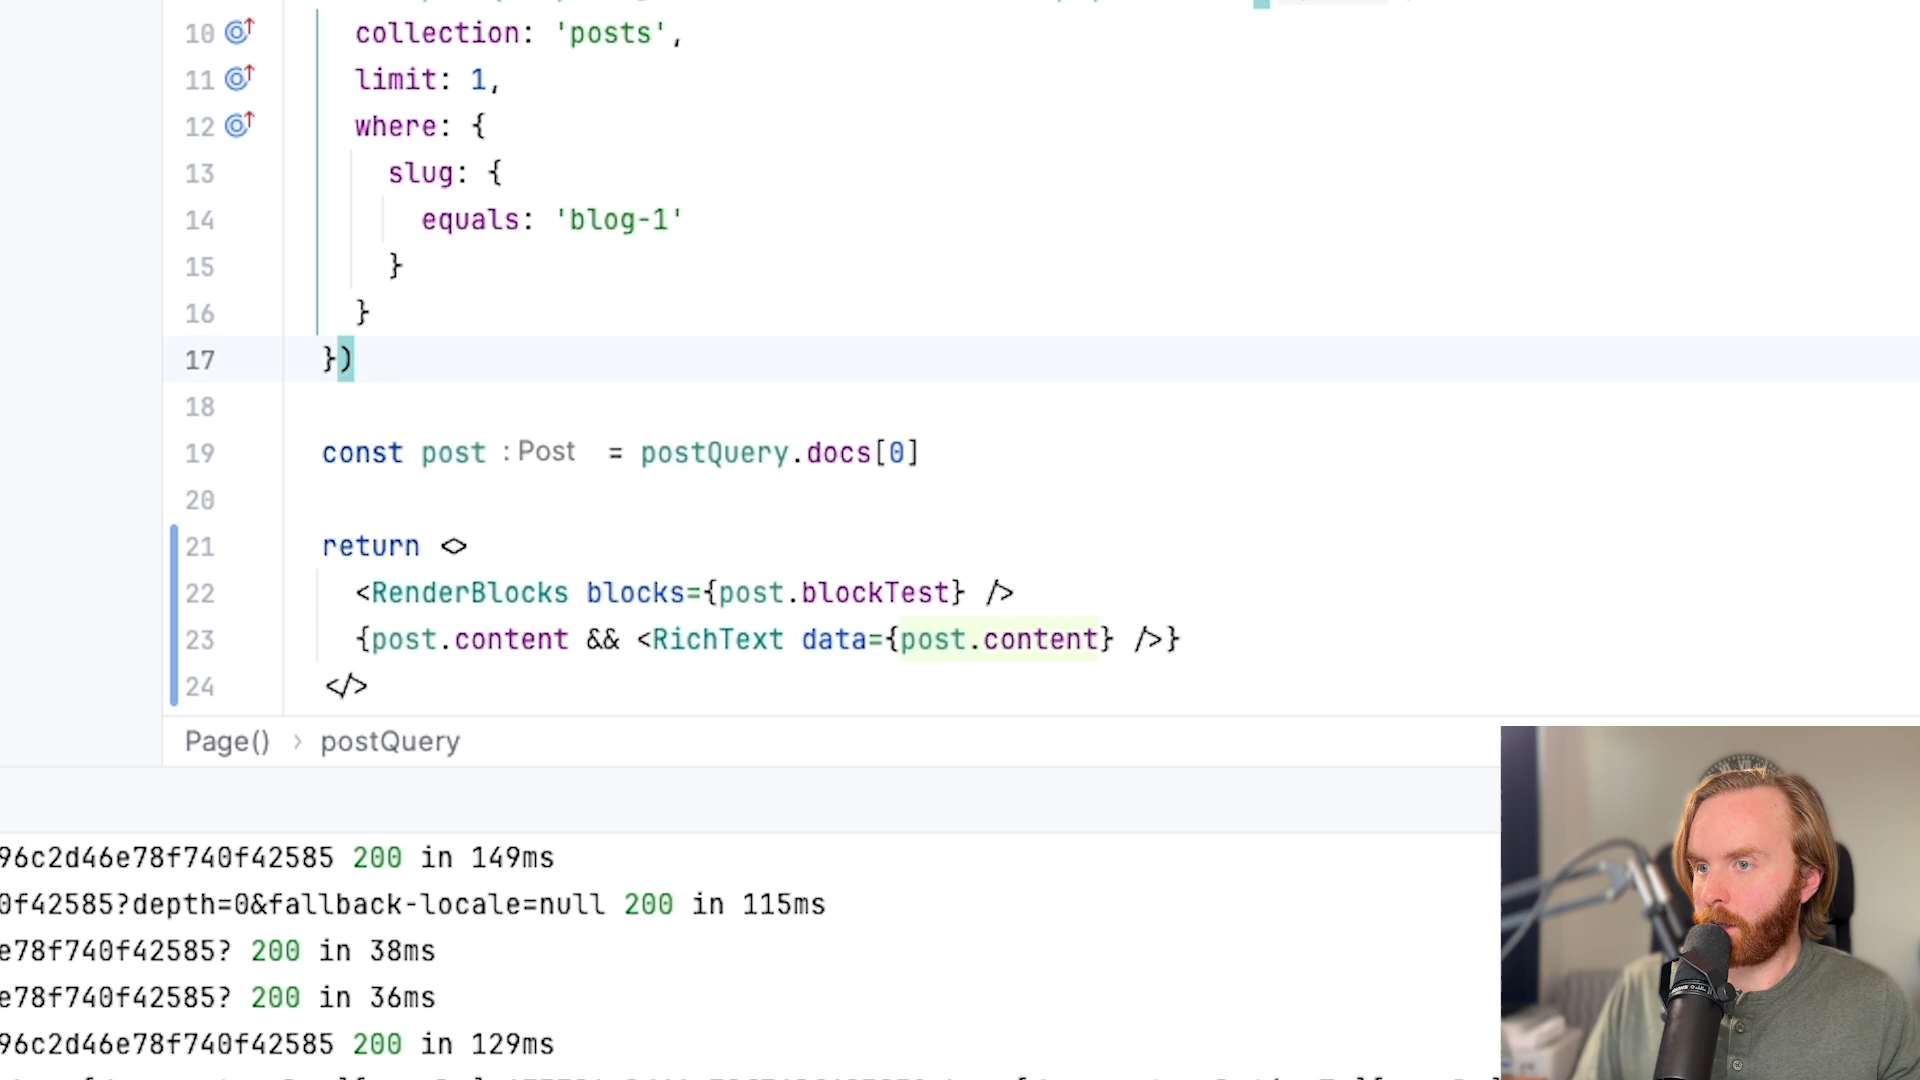 10 collection: 'posts',
11 limit: 1,
12 where: {
13 slug: {
14 equals: 'blog-1'
15 }
16 }
17 })
18
19 const post : Post = postQuery.docs[0]
20
21 return <>
22 <RenderBlocks blocks={post.blockTest} />
23 {post.content && <RichText data={post.content} />}
24 </>
Page() › postQuery
96c2d46e78f740f42585 200 in 149ms
0f42585?depth=0&fallback-locale=null 200 in 115ms
e78f740f42585? 200 in 38ms
e78f740f42585? 200 in 36ms
96c2d46e78f740f42585 200 in 129ms